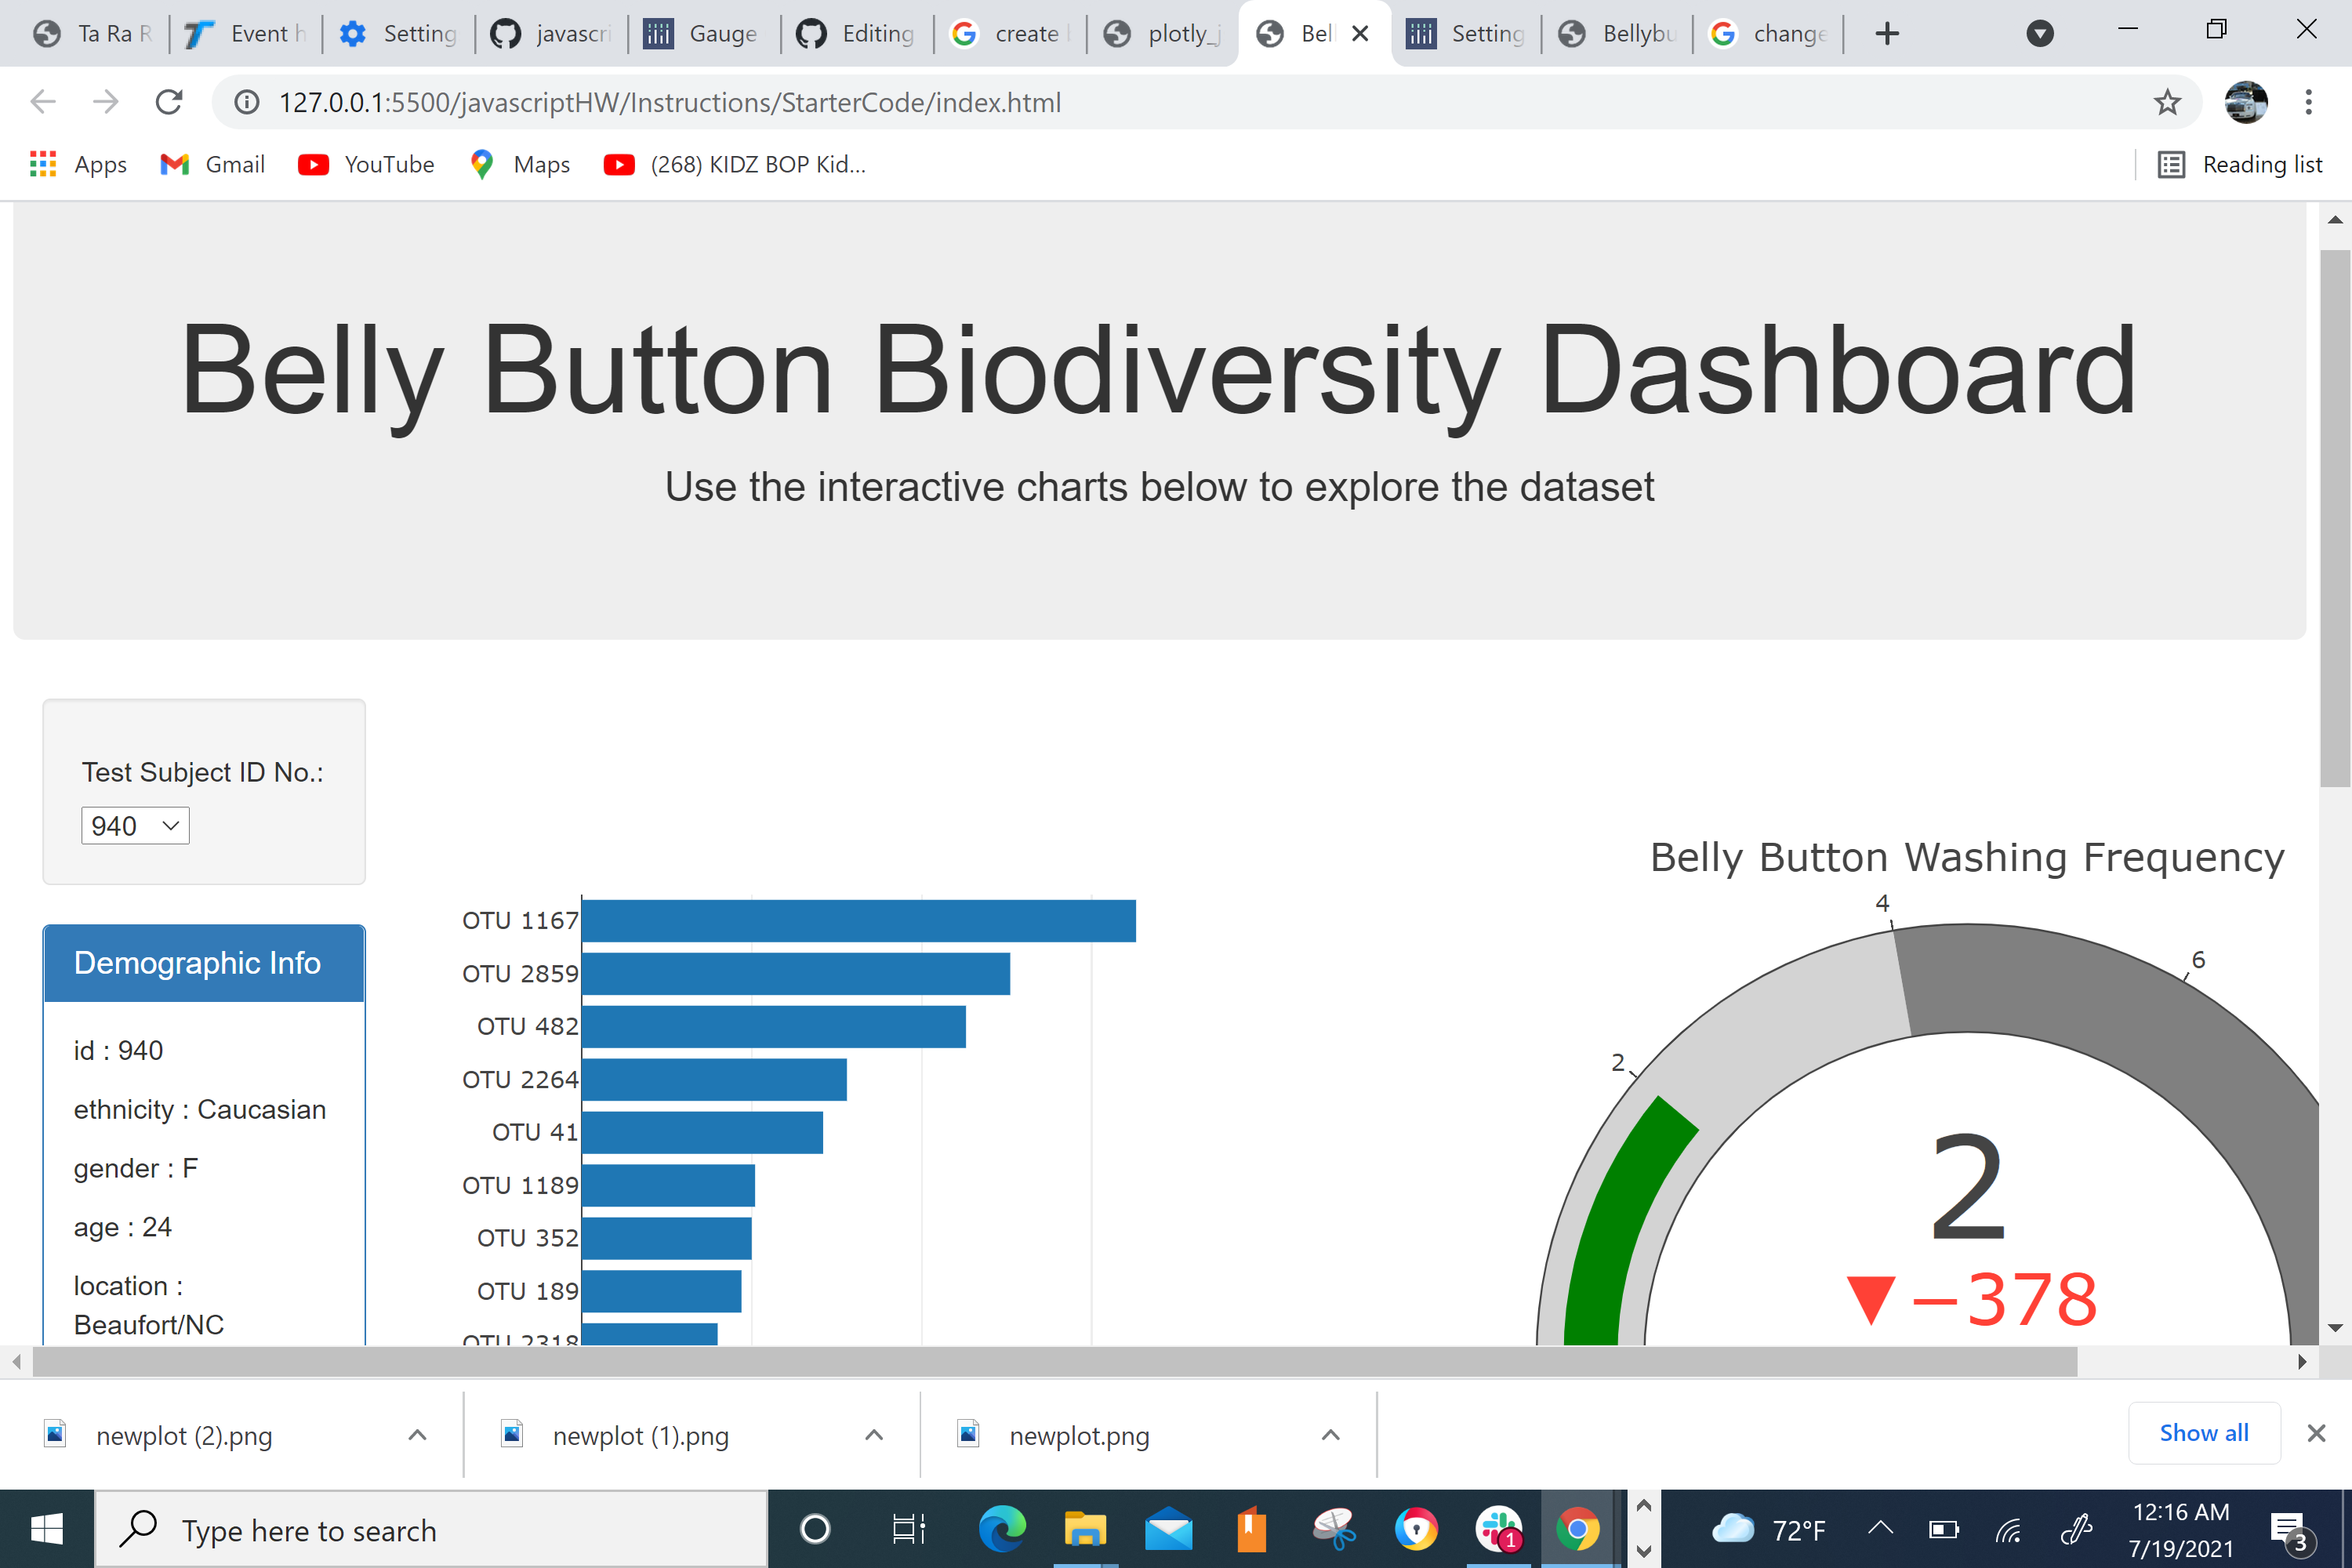 Ta Ra R
Event h
Setting
javascri
Gauge
Editing
create
plotly_j
Bel
Setting
Bellybu
change
127.0.0.1:5500/javascriptHW/Instructions/StarterCode/index.html
Apps
Gmail
YouTube
Maps
(268) KIDZ BOP Kid...
Reading list
Belly Button Biodiversity Dashboard
Use the interactive charts below to explore the dataset
Test Subject ID No.:
940
Demographic Info
id : 940
ethnicity : Caucasian
gender : F
age : 24
location :
Beaufort/NC
OTU 1167
OTU 2859
OTU 482
OTU 2264
OTU 41
OTU 1189
OTU 352
OTU 189
OTU 2318
Belly Button Washing Frequency
2
4
6
2
▼−378
newplot (2).png
newplot (1).png
newplot.png
Show all
Type here to search
1
72°F
12:16 AM
7/19/2021
3